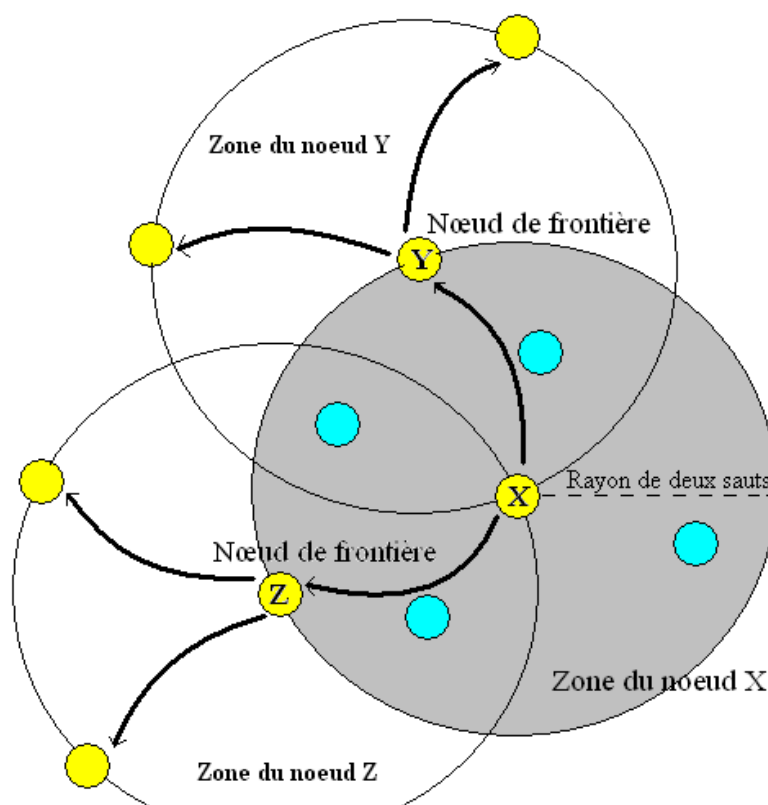 Zone du noeud Y
Nœud de frontière
Y
X
Rayon de deux sauts
Nœud de frontière
Z
Zone du noeud X
Zone du noeud Z